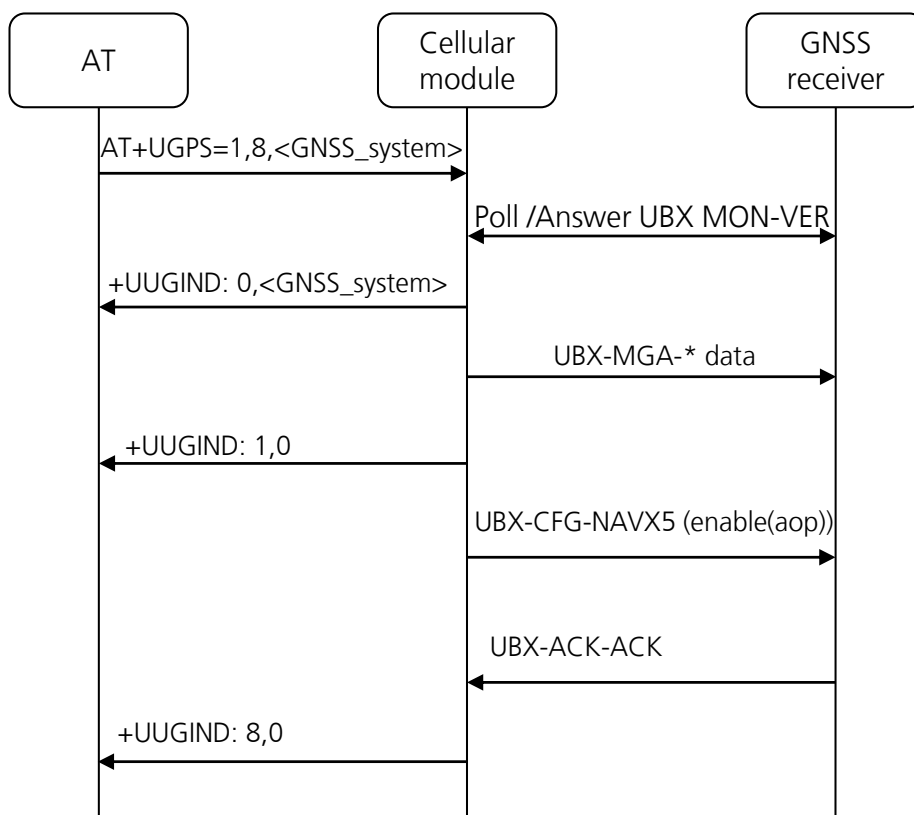 AT
Cellular
module
GNSS
receiver
AT+UGPS=1,8,<GNSS_system>
Poll /Answer UBX MON-VER
+UUGIND: 0,<GNSS_system>
UBX-MGA-* data
+UUGIND: 1,0
UBX-CFG-NAVX5 (enable(aop))
UBX-ACK-ACK
+UUGIND: 8,0